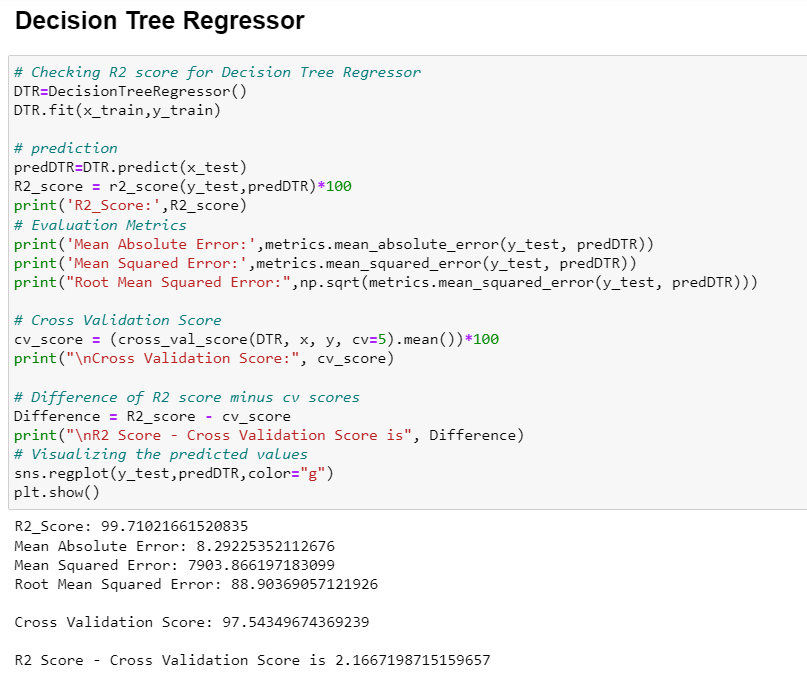 Decision Tree Regressor
# Checking R2 score for Decision Tree Regressor
DTR=DecisionTreeRegressor()
DTR.fit(x_train,y_train)
# prediction
predDTR=DTR.predict(x_test)
R2_score = r2_score(y_test,predDTR)*100
print('R2_Score:',R2_score)
# Evaluation Metrics
print('Mean Absolute Error:',metrics.mean_absolute_error(y_test, predDTR))
print('Mean Squared Error:',metrics.mean_squared_error(y_test, predDTR))
print("Root Mean Squared Error:",np.sqrt(metrics.mean_squared_error(y_test, predDTR)))
# Cross Validation Score
cv_score = (cross_val_score(DTR, x, y, cv=5).mean())*100
print("\nCross Validation Score:", cv_score)
# Difference of R2 score minus cv scores
Difference = R2_score - cv_score
print("\nR2 Score - Cross Validation Score is", Difference)
# Visualizing the predicted values
sns.regplot(y_test,predDTR,color="g")
plt.show()
R2_Score: 99.71021661520835
Mean Absolute Error: 8.29225352112676
Mean Squared Error: 7903.866197183099
Root Mean Squared Error: 88.90369057121926
Cross Validation Score: 97.54349674369239
R2 Score - Cross Validation Score is 2.1667198715159657